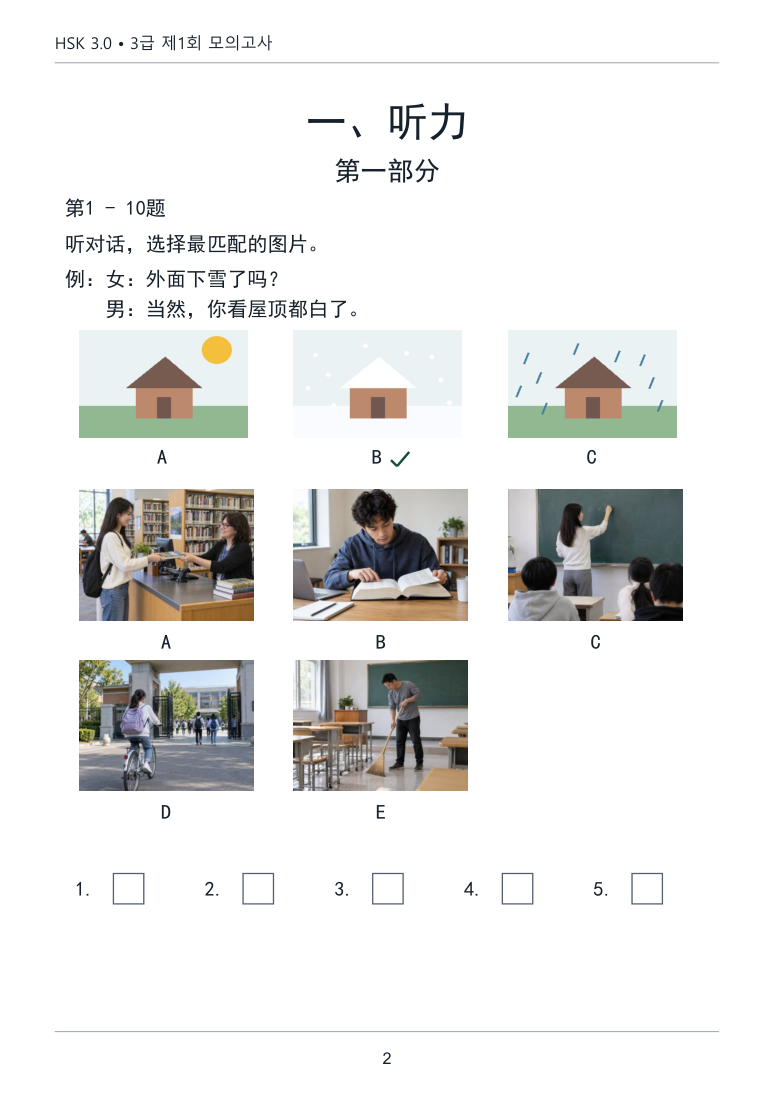 HSK 3.0 • 3급 제1회 모의고사
一、听力
第一部分
第1 - 10题
听对话，选择最匹配的图片。
例：女：外面下雪了吗？
男：当然，你看屋顶都白了。
A B C
A B C
D E
1. 2. 3. 4. 5.
2